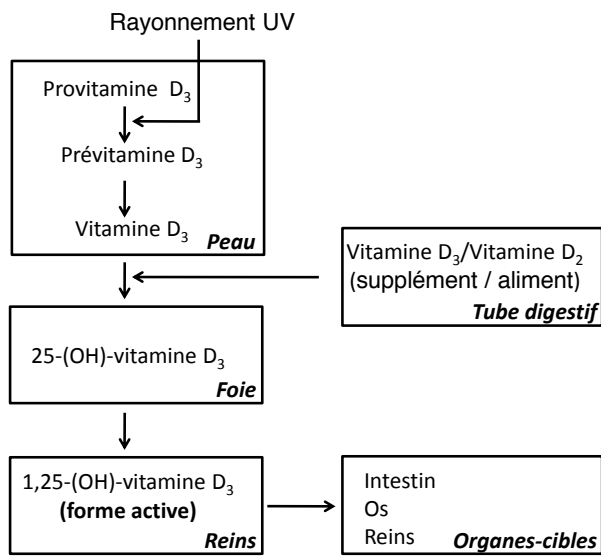 Rayonnement UV
Provitamine D₃
Prévitamine D₃
Vitamine D₃
Peau
Vitamine D₃/Vitamine D₂
(supplément / aliment)
Tube digestif
25-(OH)-vitamine D₃
Foie
1,25-(OH)-vitamine D₃
(forme active)
Reins
Intestin
Os
Reins
Organes-cibles